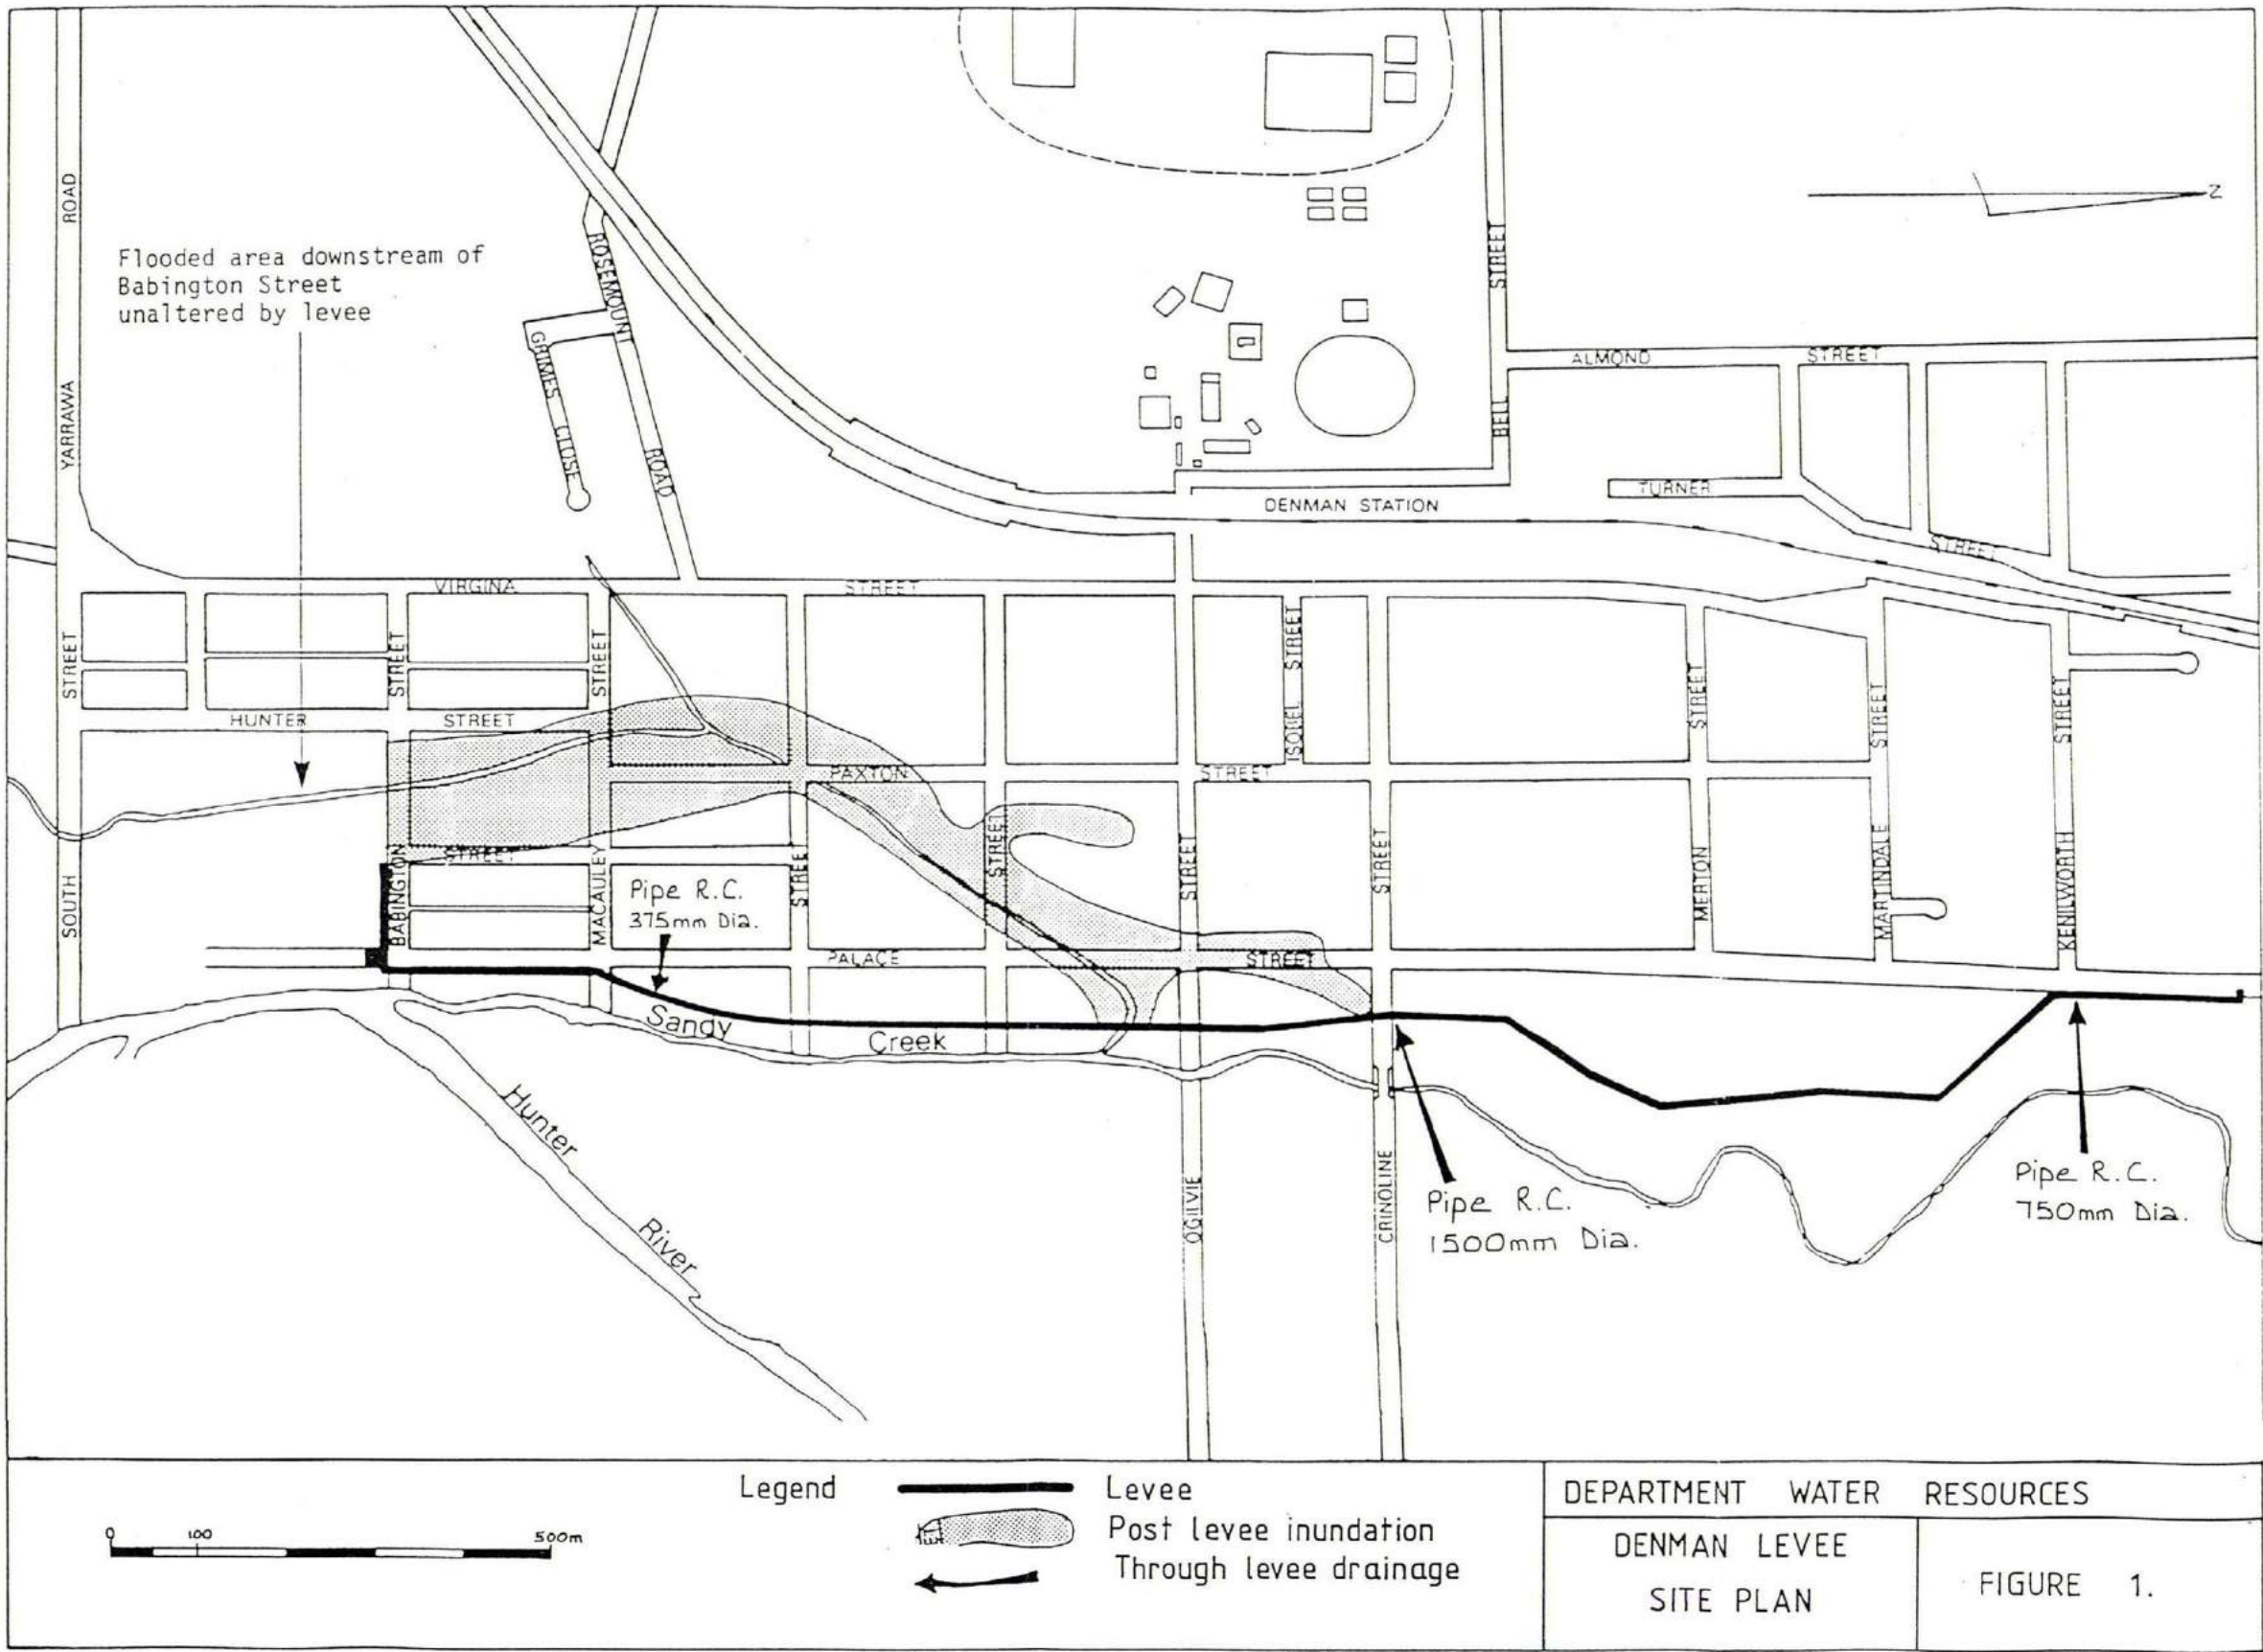 ROAD
YARRAWA
Flooded area downstream of
Babington Street
unaltered by levee
ROSEMOUNT
ROAD
GRIMES CLOSE
STREET
BELL
Z
ALMOND STREET
TURNER
STREET
DENMAN STATION
VIRGINA STREET
STREET
SOUTH
STREET
BABINGTON
STREET
MACAULEY
HUNTER STREET
STREET
PAXTON STREET
STREE
STREET
STREET
ISOBEL STREET
STREET
STREET
MERTON
STREET
MARTINDALE
STREET
KENILWORTH
PALACE STREET
Pipe R.C.
375mm Dia.
Sandy
Creek
Hunter
River
OGILVIE
CRINOLINE
Pipe R.C.
1500mm Dia.
Pipe R.C.
750mm Dia.
0 100 500m
Legend
Levee
Post levee inundation
Through levee drainage
DEPARTMENT WATER RESOURCES
DENMAN LEVEE
SITE PLAN
FIGURE 1.